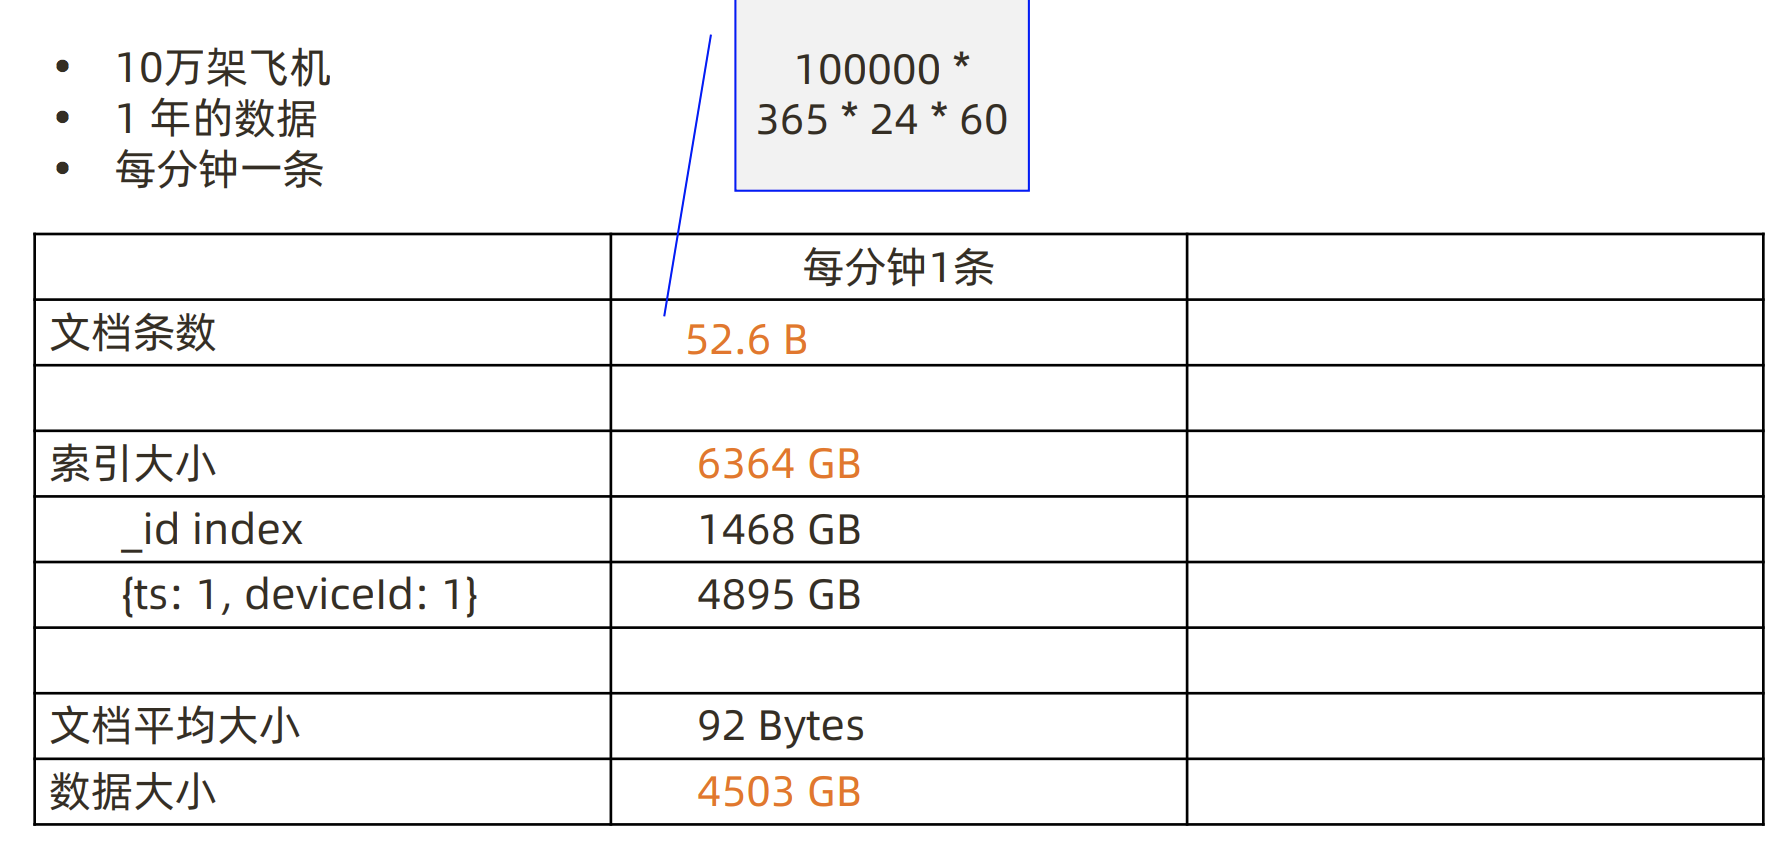 • 10万架飞机
• 1 年的数据
• 每分钟一条
100000 *
365 * 24 * 60
每分钟1条
文档条数 52.6 B
索引大小 6364 GB
_id index 1468 GB
{ts: 1, deviceId: 1} 4895 GB
文档平均大小 92 Bytes
数据大小 4503 GB